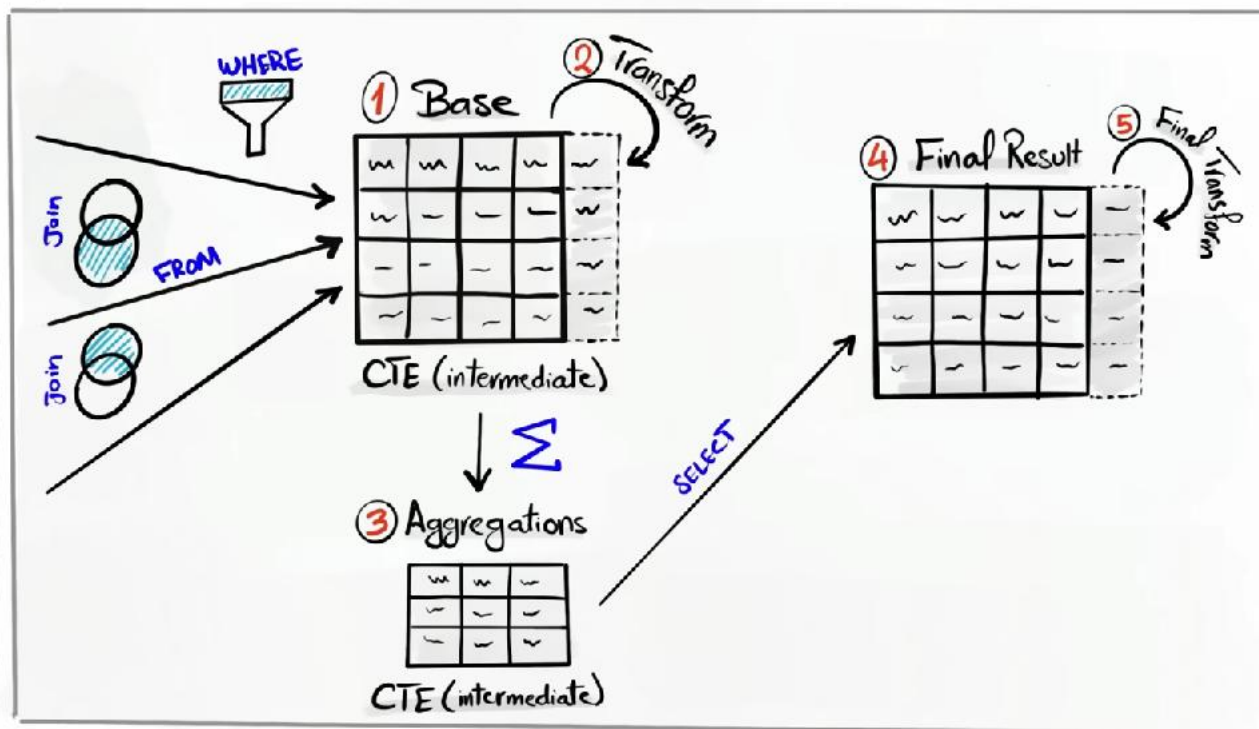 WHERE
Join
FROM
Join
① Base
② Transform
CTE (intermediate)
Σ
③ Aggregations
CTE (intermediate)
SELECT
④ Final Result
⑤ Final Transform